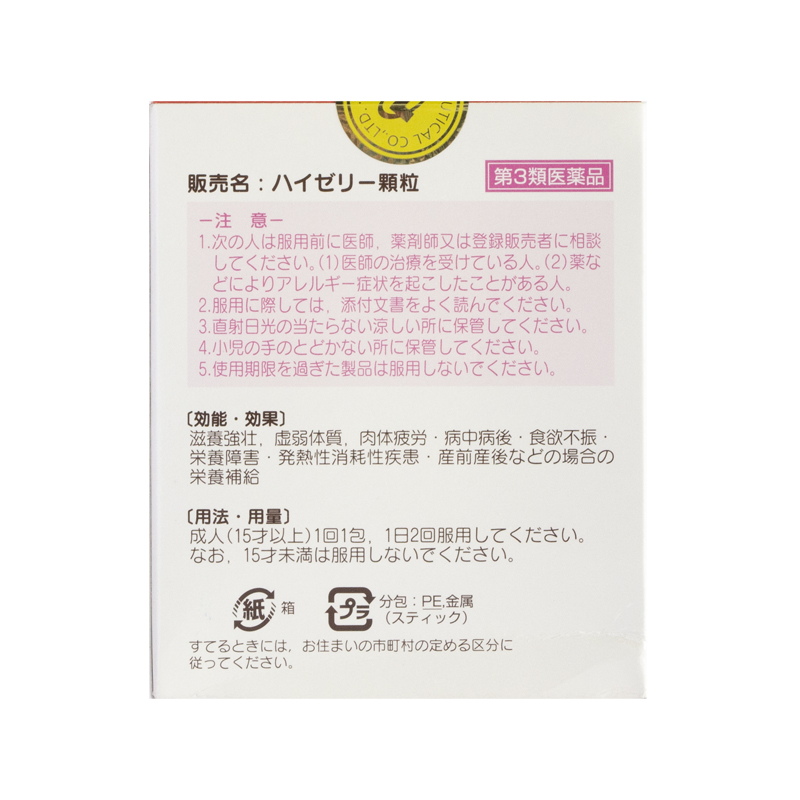 UTICAL CO.,LTD.
販売名：ハイゼリー顆粒
第3類医薬品
－注　意－
1.次の人は服用前に医師，薬剤師又は登録販売者に相談
してください。(1)医師の治療を受けている人。(2)薬な
どによりアレルギー症状を起こしたことがある人。
2.服用に際しては，添付文書をよく読んでください。
3.直射日光の当たらない涼しい所に保管してください。
4.小児の手のとどかない所に保管してください。
5.使用期限を過ぎた製品は服用しないでください。
〔効能・効果〕
滋養強壮，虚弱体質，肉体疲労・病中病後・食欲不振・
栄養障害・発熱性消耗性疾患・産前産後などの場合の
栄養補給
〔用法・用量〕
成人(15才以上)1回1包，1日2回服用してください。
なお，15才未満は服用しないでください。
紙 箱
プラ 分包：PE,金属
（スティック）
すてるときには，お住まいの市町村の定める区分に
従ってください。